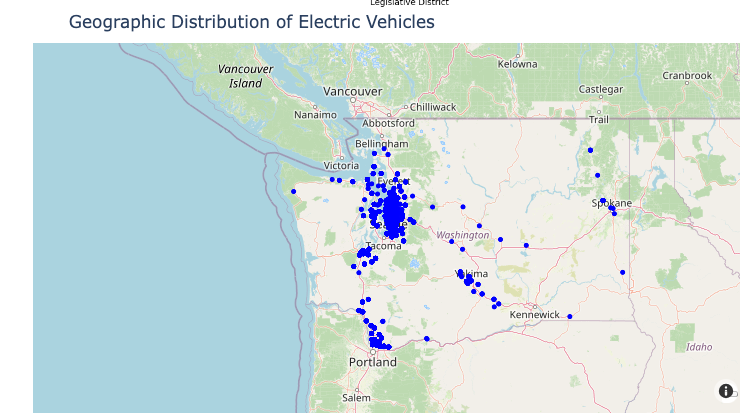 Legislative District
Geographic Distribution of Electric Vehicles
Vancouver
Island
Kelowna
Cranbrook
Castlegar
Vancouver
Chilliwack
Nanaimo
Abbotsford
Trail
Bellingham
Victoria
Spokane
Washington
Tacoma
Yakima
Kennewick
Idaho
Portland
Salem